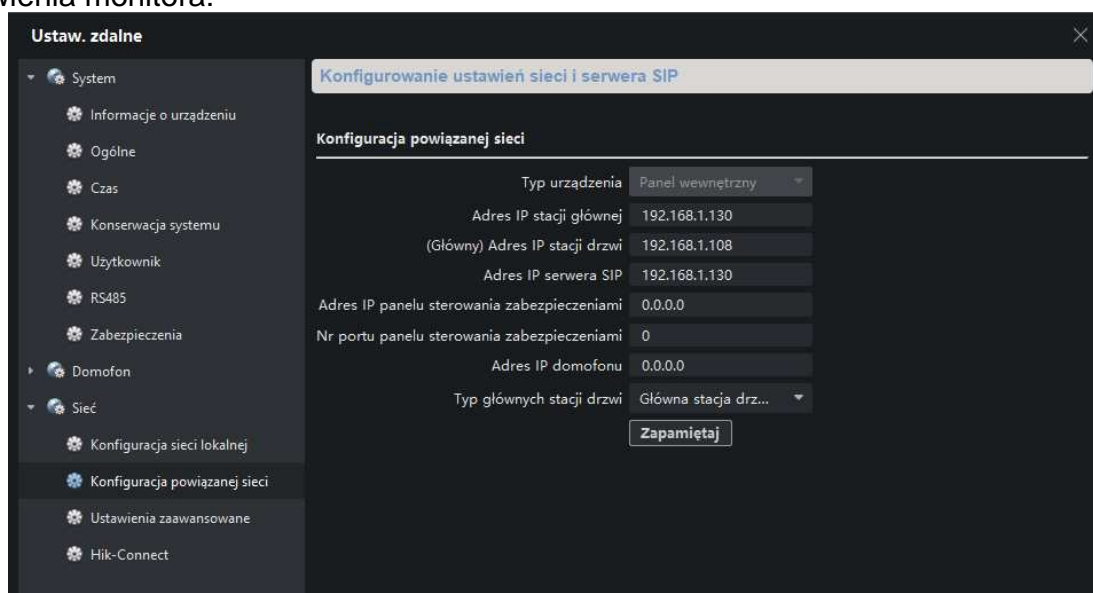 monitora.
Ustaw. zdalne
System
Informacje o urządzeniu
Ogólne
Czas
Konserwacja systemu
Użytkownik
RS485
Zabezpieczenia
Domofon
Sieć
Konfiguracja sieci lokalnej
Konfiguracja powiązanej sieci
Ustawienia zaawansowane
Hik-Connect
Konfigurowanie ustawień sieci i serwera SIP
Konfiguracja powiązanej sieci
Typ urządzenia Panel wewnętrzny
Adres IP stacji głównej 192.168.1.130
(Główny) Adres IP stacji drzwi 192.168.1.108
Adres IP serwera SIP 192.168.1.130
Adres IP panelu sterowania zabezpieczeniami 0.0.0.0
Nr portu panelu sterowania zabezpieczeniami 0
Adres IP domofonu 0.0.0.0
Typ głównych stacji drzwi Główna stacja drz...
Zapamiętaj